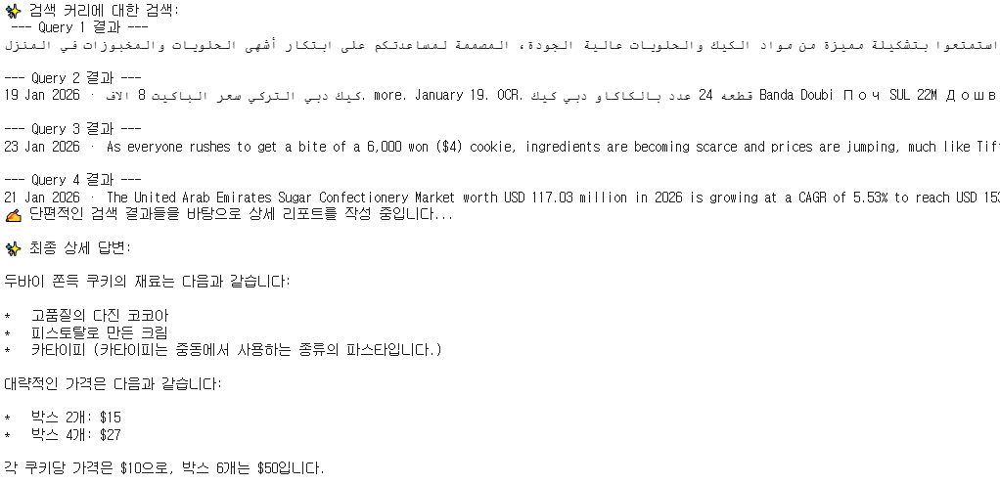 ✨ 검색 쿼리에 대한 검색:
--- Query 1 결과 ---
استمتعوا بتشكيلة مميزة من مواد الكيك والحلويات عالية الجودة، المصممة لمساعدتكم على ابتكار أشهى الحلويات والمخبوزات في المنزل
--- Query 2 결과 ---
19 Jan 2026 · كيك دبي التركي سعر الباكيت 8 الاف. more. January 19. OCR. قطعه 24 عدد بالكاكاو دبي كيك Banda Doubi Поч SUL 22M Дошв
--- Query 3 결과 ---
23 Jan 2026 · As everyone rushes to get a bite of a 6,000 won ($4) cookie, ingredients are becoming scarce and prices are jumping, much like Tif
--- Query 4 결과 ---
21 Jan 2026 · The United Arab Emirates Sugar Confectionery Market worth USD 117.03 million in 2026 is growing at a CAGR of 5.53% to reach USD 153
✍ 단편적인 검색 결과들을 바탕으로 상세 리포트를 작성 중입니다...
✨ 최종 상세 답변:
두바이 쫀득 쿠키의 재료는 다음과 같습니다:
* 고품질의 다진 코코아
* 피스토탈로 만든 크림
* 카타이피 (카타이피는 중동에서 사용하는 종류의 파스타입니다.)
대략적인 가격은 다음과 같습니다:
* 박스 2개: $15
* 박스 4개: $27
각 쿠키당 가격은 $10으로, 박스 6개는 $50입니다.